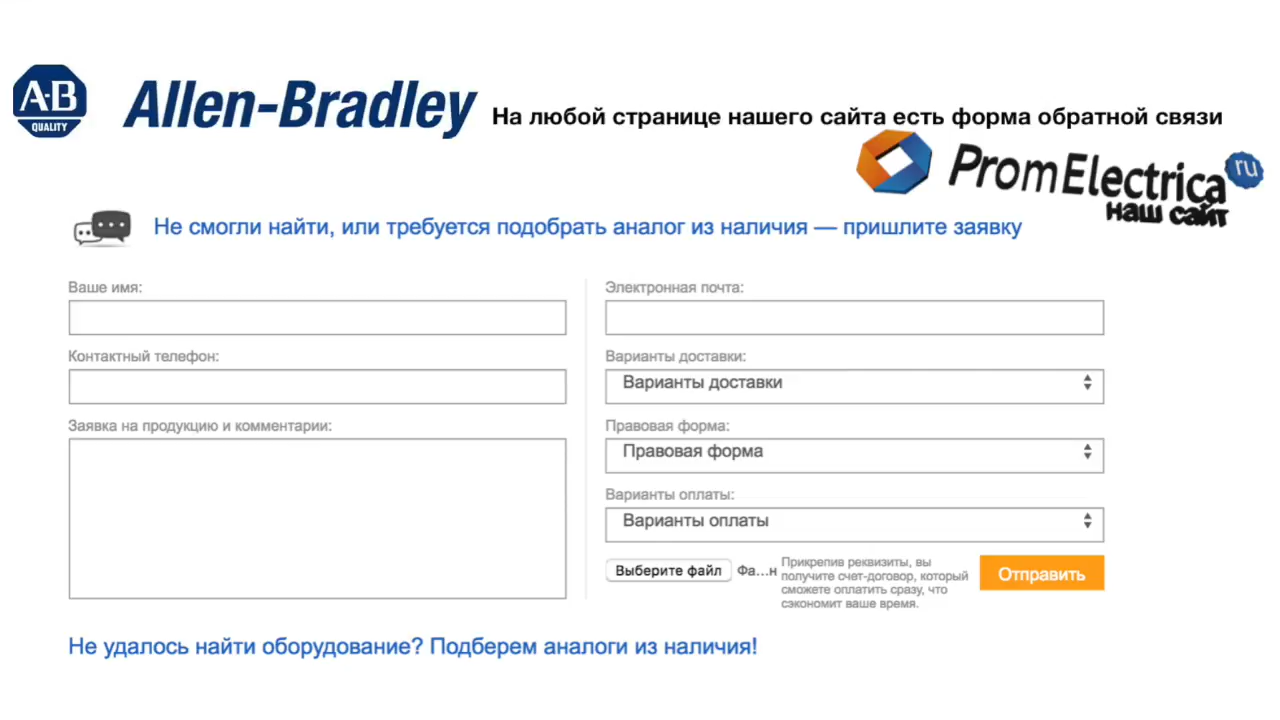 A-B
QUALITY
Allen-Bradley
На любой странице нашего сайта есть форма обратной связи
PromElectrica ru
наш сайт
Не смогли найти, или требуется подобрать аналог из наличия — пришлите заявку
Ваше имя:
Электронная почта:
Контактный телефон:
Варианты доставки:
Варианты доставки
Заявка на продукцию и комментарии:
Правовая форма:
Правовая форма
Варианты оплаты:
Варианты оплаты
Выберите файл Фа...н
Прикрепив реквизиты, вы
получите счет-договор, который
сможете оплатить сразу, что
сэкономит ваше время.
Отправить
Не удалось найти оборудование? Подберем аналоги из наличия!